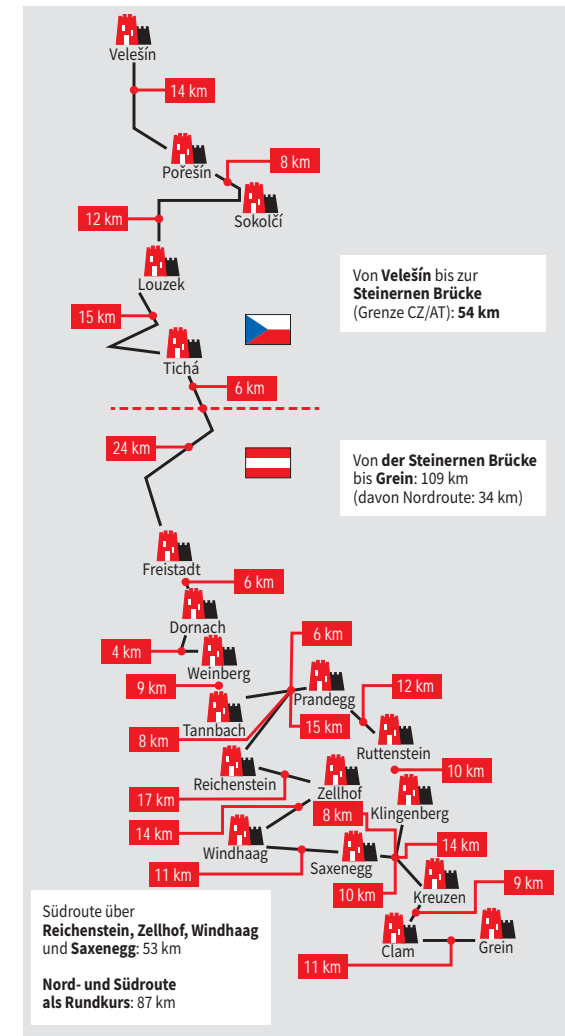 Velešín
14 km
Pořešín
8 km
Sokolčí
12 km
Louzek
Von Velešín bis zur
Steinernen Brücke
(Grenze CZ/AT): 54 km
15 km
Tichá
6 km
24 km
Von der Steinernen Brücke
bis Grein: 109 km
(davon Nordroute: 34 km)
Freistadt
6 km
Dornach
6 km
4 km
Weinberg
9 km
Prandegg
12 km
Tannbach
15 km
8 km
Ruttenstein
Reichenstein
10 km
Zellhof
17 km
8 km
Klingenberg
14 km
14 km
Windhaag
Saxenegg
11 km
9 km
10 km
Kreuzen
Clam
Grein
11 km
Südroute über
Reichenstein, Zellhof, Windhaag
und Saxenegg: 53 km
Nord- und Südroute
als Rundkurs: 87 km